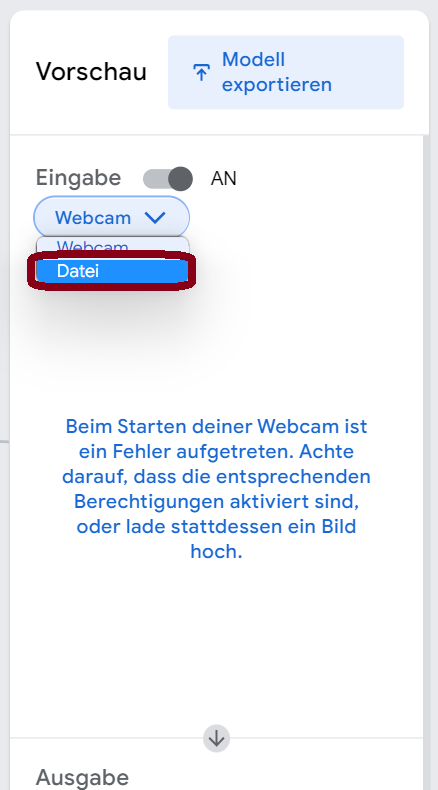 Vorschau
Modell
exportieren
Eingabe
AN
Webcam
Webcam
Datei
Beim Starten deiner Webcam ist
ein Fehler aufgetreten. Achte
darauf, dass die entsprechenden
Berechtigungen aktiviert sind,
oder lade stattdessen ein Bild
hoch.
Ausgabe